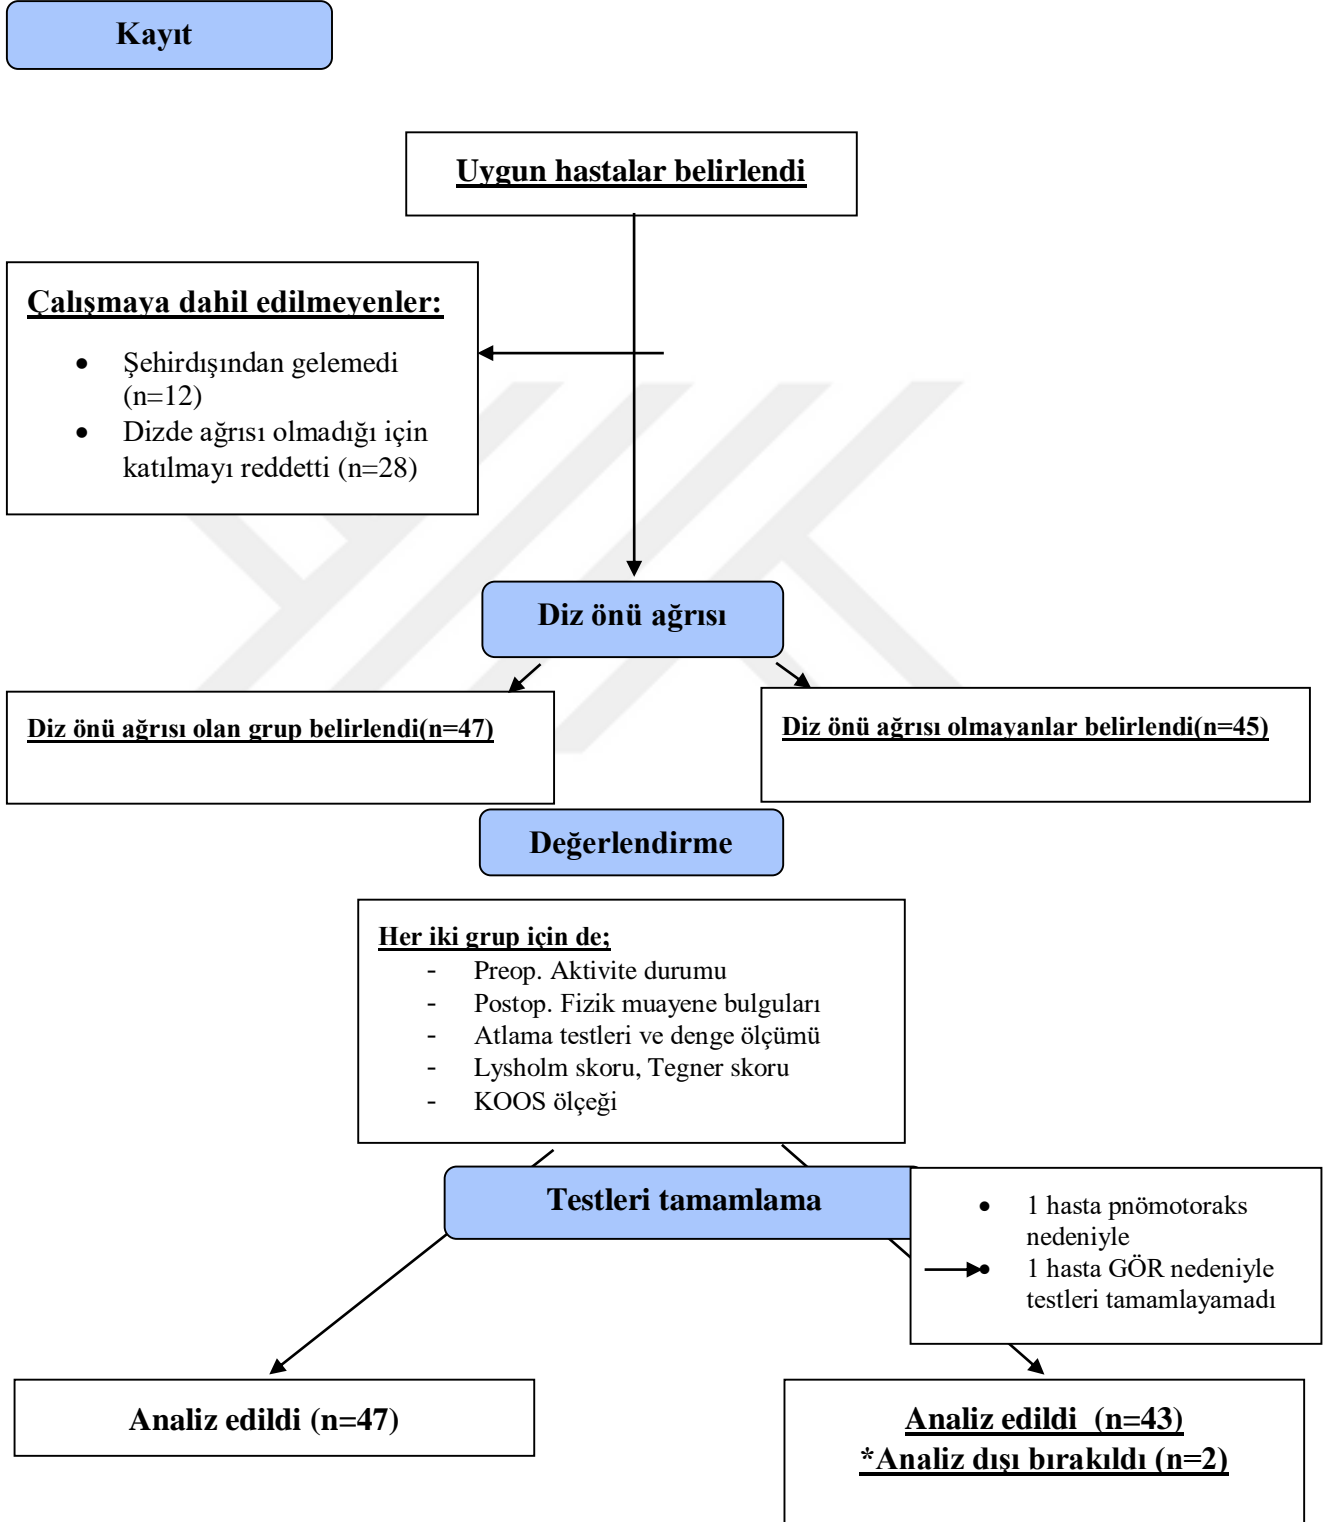 Kayıt
Uygun hastalar belirlendi
Çalışmaya dahil edilmeyenler:
• Şehirdışından gelemedi
(n=12)
• Dizde ağrısı olmadığı için
katılmayı reddetti (n=28)
Diz önü ağrısı
Diz önü ağrısı olan grup belirlendi(n=47)
Diz önü ağrısı olmayanlar belirlendi(n=45)
Değerlendirme
Her iki grup için de;
- Preop. Aktivite durumu
- Postop. Fizik muayene bulguları
- Atlama testleri ve denge ölçümü
- Lysholm skoru, Tegner skoru
- KOOS ölçeği
Testleri tamamlama
• 1 hasta pnömotoraks
nedeniyle
• 1 hasta GÖR nedeniyle
testleri tamamlayamadı
Analiz edildi (n=47)
Analiz edildi (n=43)
*Analiz dışı bırakıldı (n=2)